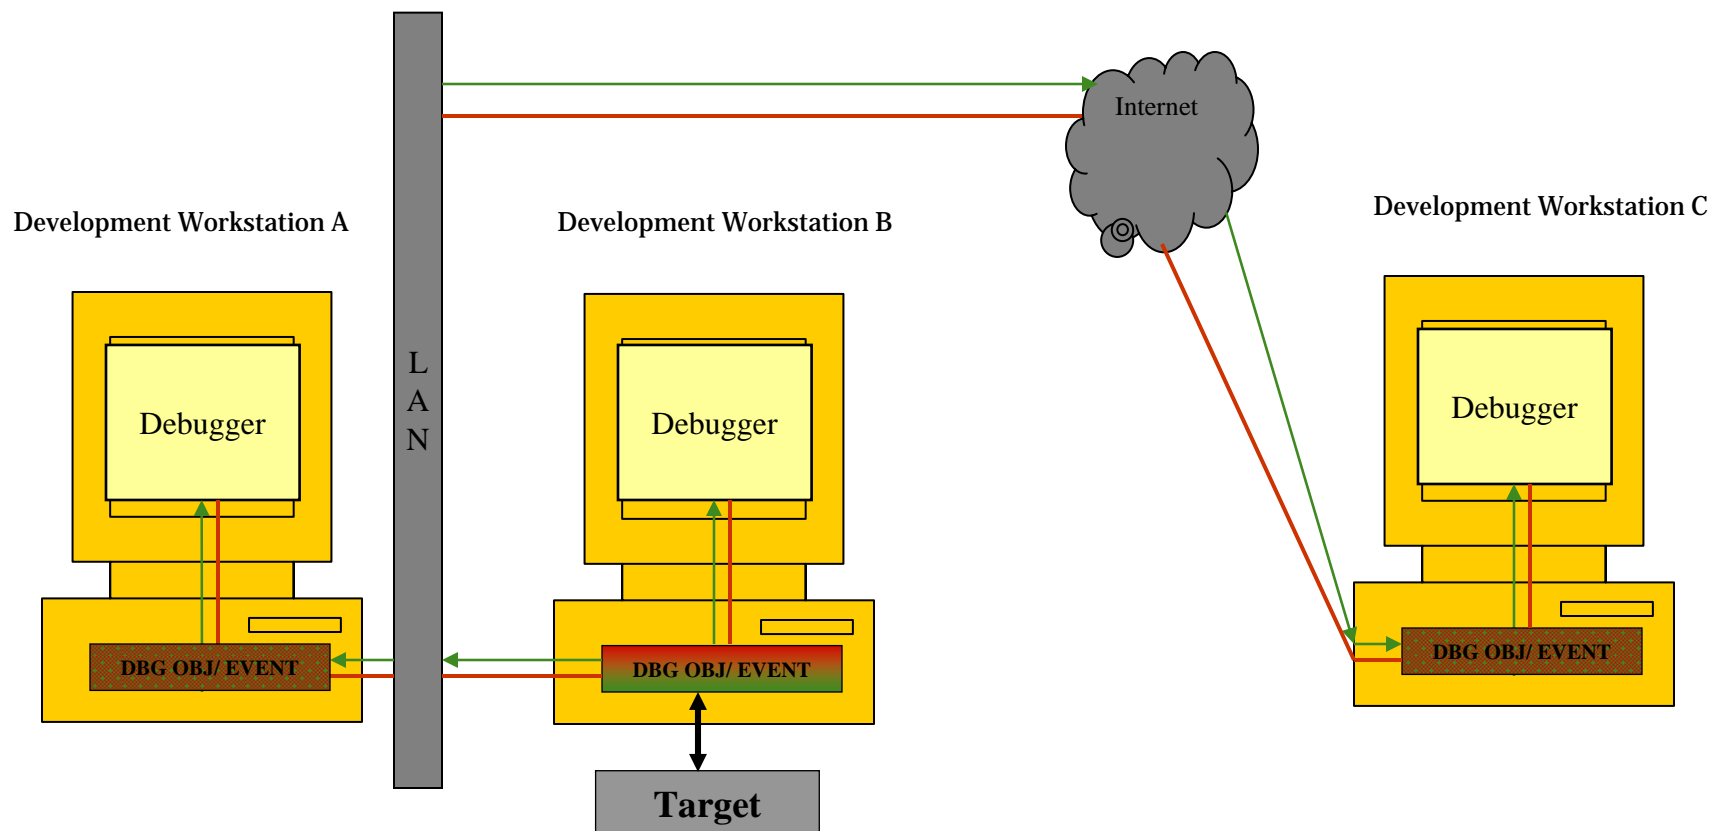 Internet
Development Workstation A
Development Workstation B
Development Workstation C
L
A
N
Debugger
Debugger
Debugger
DBG OBJ/ EVENT
DBG OBJ/ EVENT
DBG OBJ/ EVENT
Target